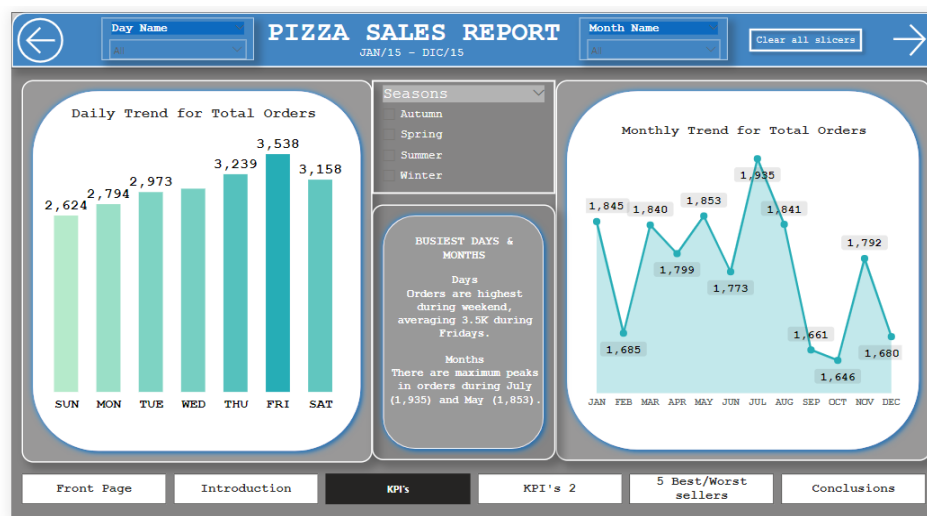 Day Name
All
PIZZA SALES REPORT
JAN/15 - DIC/15
Month Name
All
Clear all slicers
Daily Trend for Total Orders
2,624
2,794
2,973
3,239
3,538
3,158
SUN MON TUE WED THU FRI SAT
Seasons
Autumn
Spring
Summer
Winter
BUSIEST DAYS &
MONTHS
Days
Orders are highest
during weekend,
averaging 3.5K during
Fridays.
Months
There are maximum peaks
in orders during July
(1,935) and May (1,853).
Monthly Trend for Total Orders
1,845
1,685
1,840
1,799
1,853
1,773
1,935
1,841
1,661
1,646
1,792
1,680
JAN FEB MAR APR MAY JUN JUL AUG SEP OCT NOV DEC
Front Page
Introduction
KPI's
KPI's 2
5 Best/Worst
sellers
Conclusions